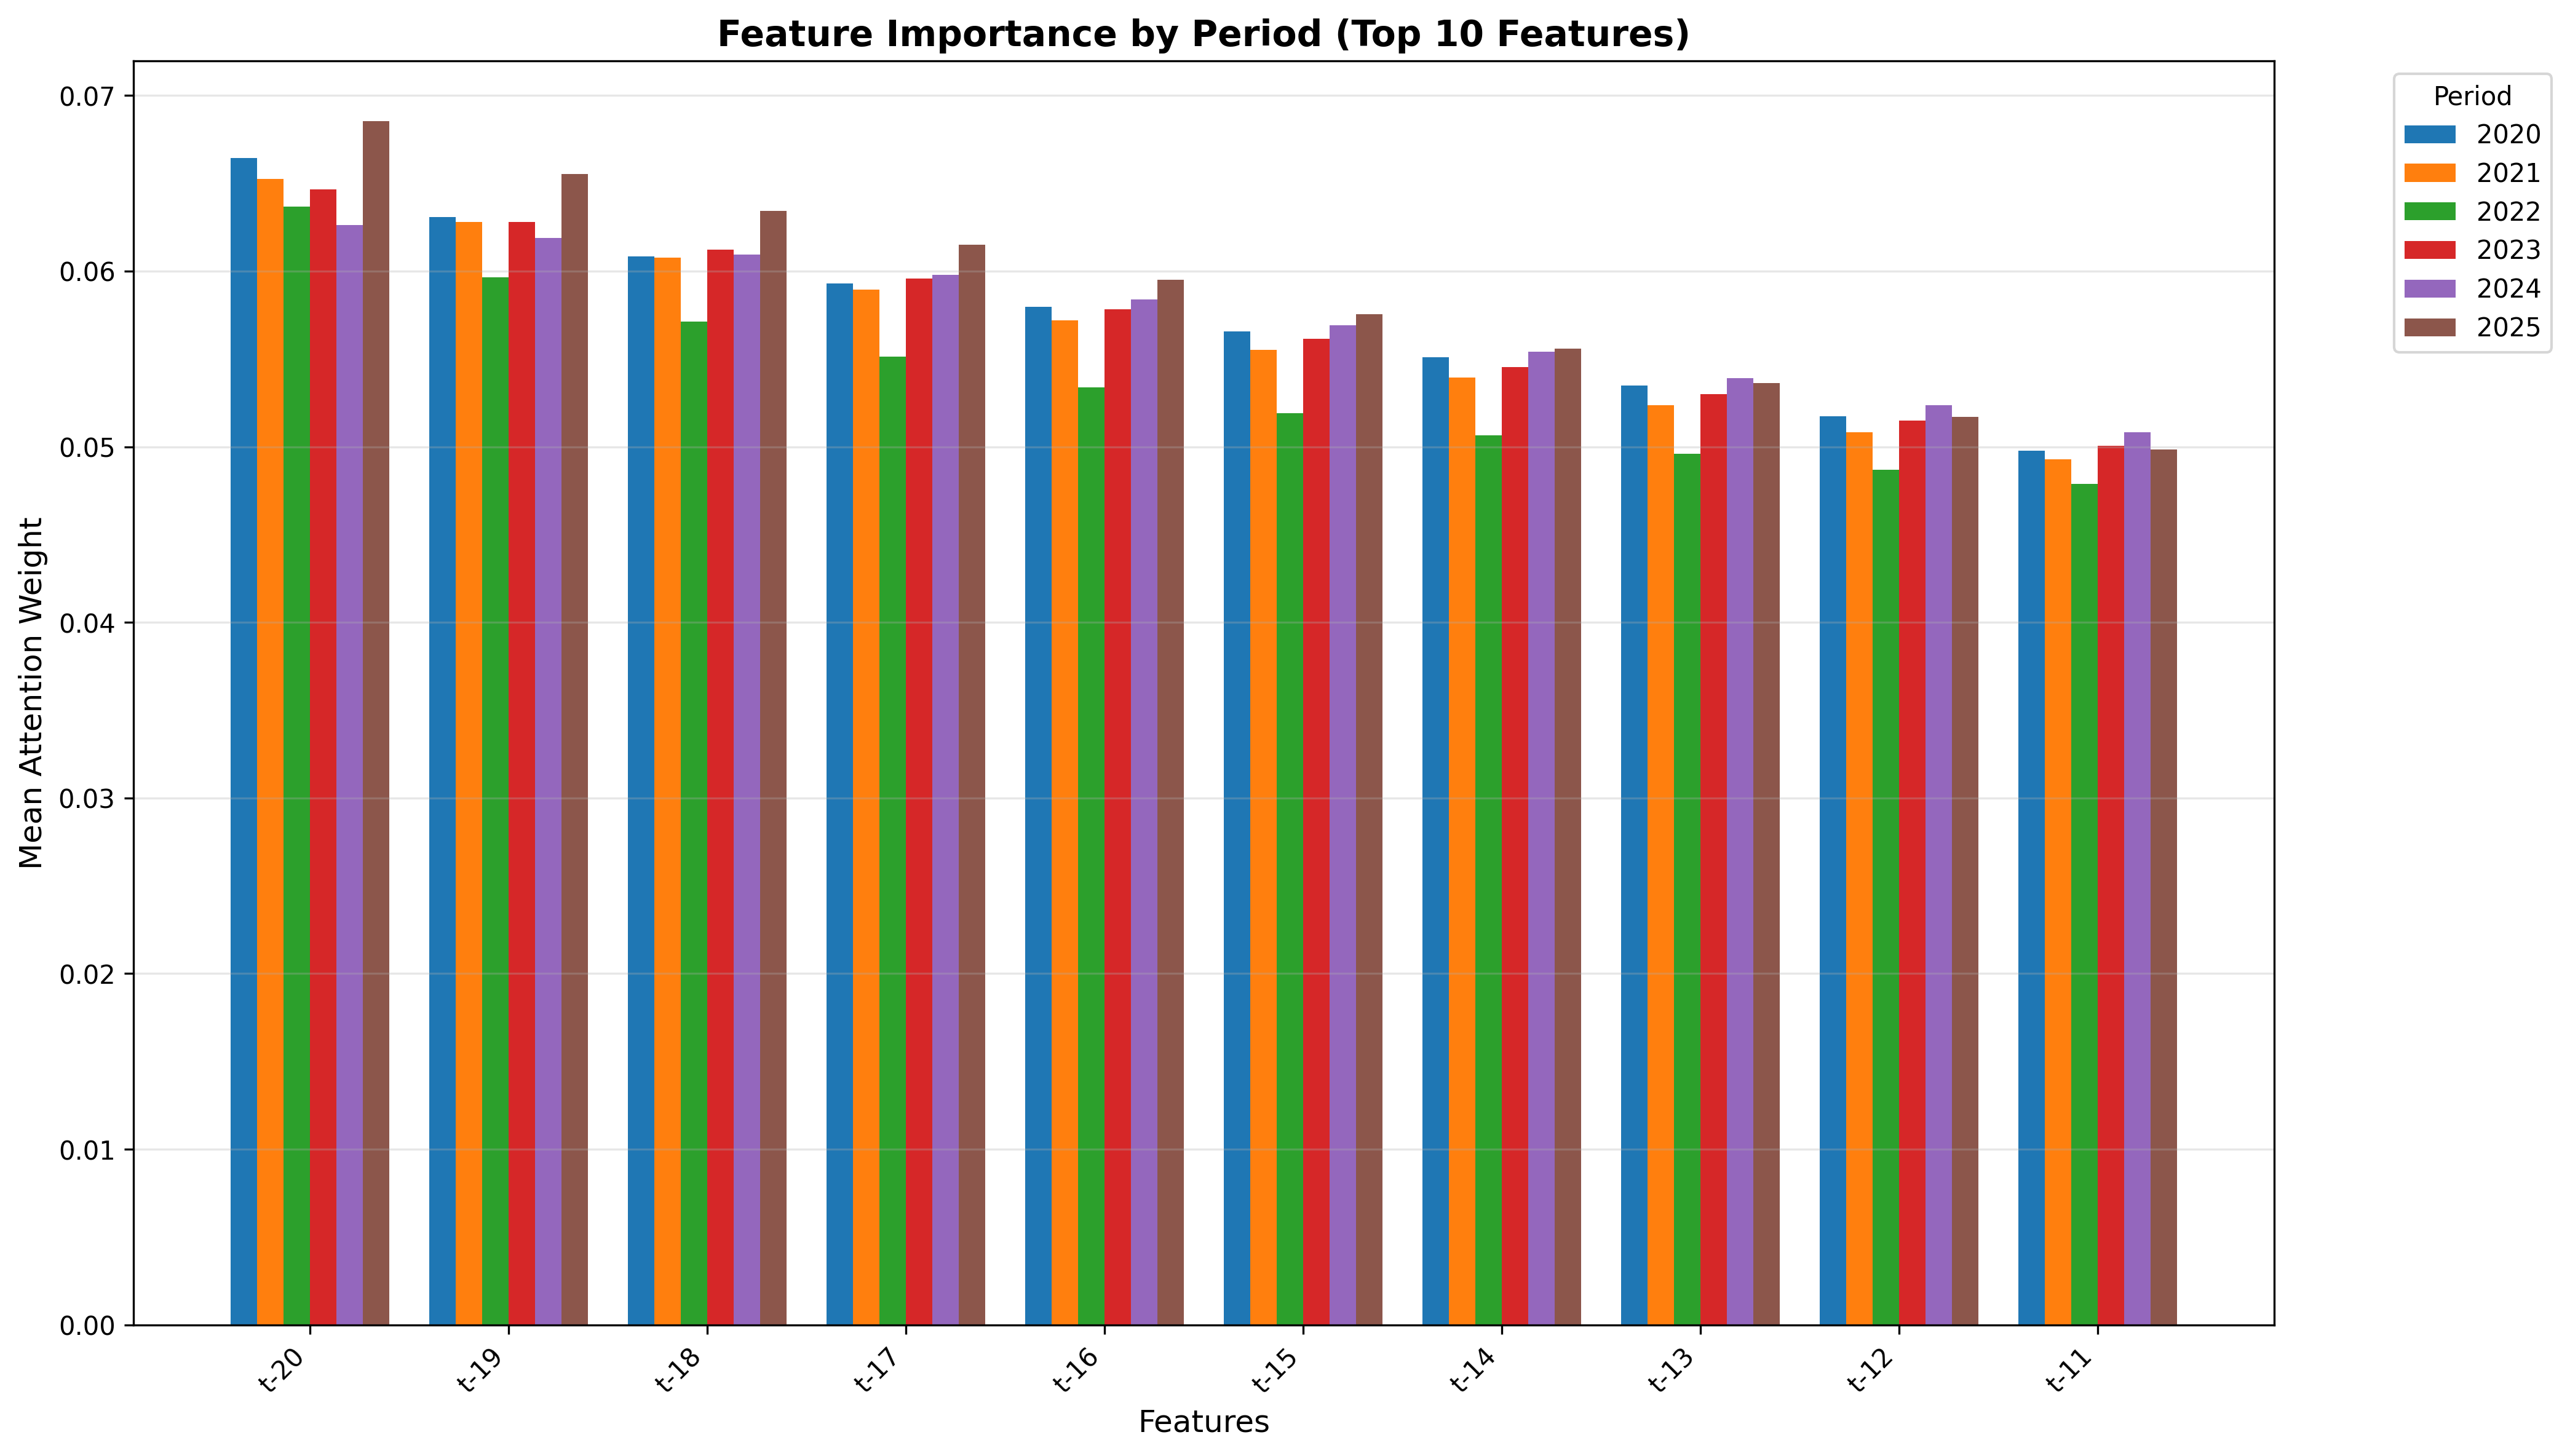 Feature Importance by Period (Top 10 Features)
Mean Attention Weight
0.07
0.06
0.05
0.04
0.03
0.02
0.01
0.00
t-20
t-19
t-18
t-17
t-16
t-15
t-14
t-13
t-12
t-11
Features
Period
2020
2021
2022
2023
2024
2025